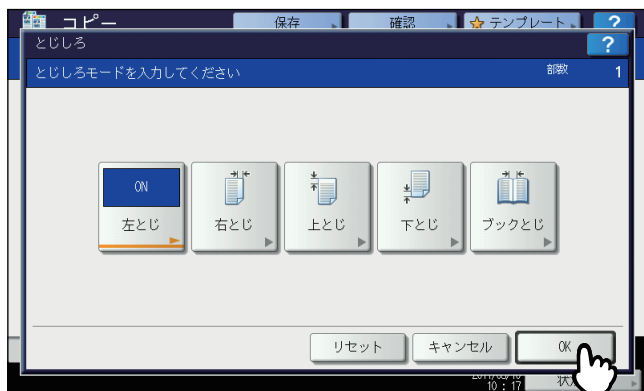 コピー 保存 確認 テンプレート ?
とじしろ ?
とじしろモードを入力してください 部数 1
ON
左とじ 右とじ 上とじ 下とじ ブックとじ
リセット キャンセル OK
10:17